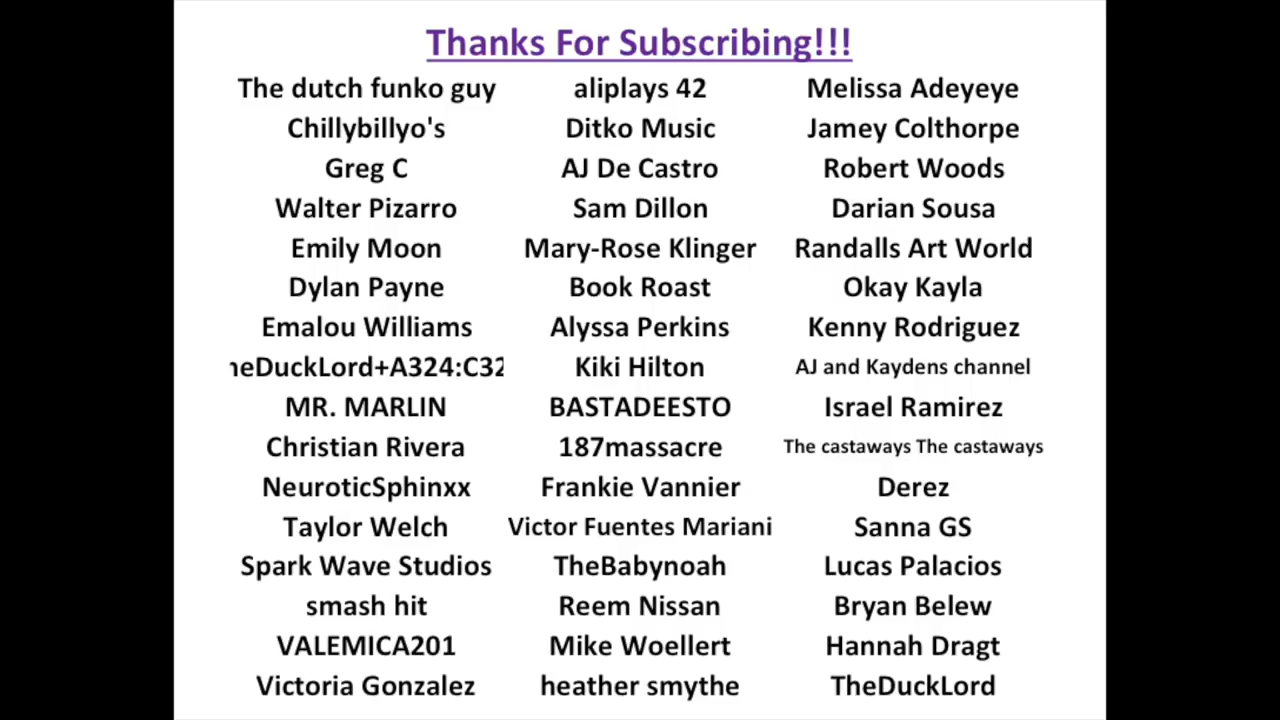 Thanks For Subscribing!!!
The dutch funko guy aliplays 42 Melissa Adeyeye
Chillybillyo's Ditko Music Jamey Colthorpe
Greg C AJ De Castro Robert Woods
Walter Pizarro Sam Dillon Darian Sousa
Emily Moon Mary-Rose Klinger Randalls Art World
Dylan Payne Book Roast Okay Kayla
Emalou Williams Alyssa Perkins Kenny Rodriguez
heDuckLord+A324:C32 Kiki Hilton AJ and Kaydens channel
MR. MARLIN BASTADEESTO Israel Ramirez
Christian Rivera 187massacre The castaways The castaways
NeuroticSphinxx Frankie Vannier Derez
Taylor Welch Victor Fuentes Mariani Sanna GS
Spark Wave Studios TheBabynoah Lucas Palacios
smash hit Reem Nissan Bryan Belew
VALEMICA201 Mike Woellert Hannah Dragt
Victoria Gonzalez heather smythe TheDuckLord